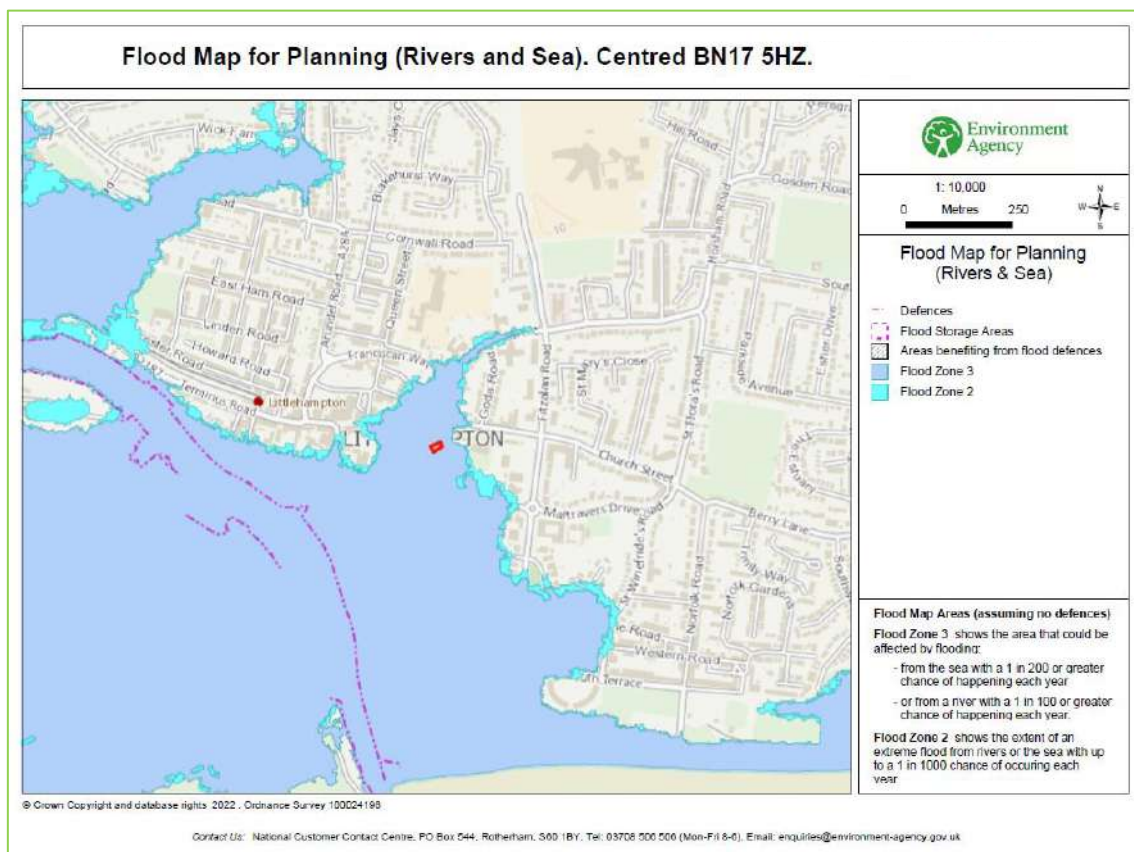 Flood Map for Planning (Rivers and Sea). Centred BN17 5HZ.
Environment
Agency
1: 10,000
0 Metres 250
N
W E
S
Flood Map for Planning
(Rivers & Sea)
Defences
Flood Storage Areas
Areas benefiting from flood defences
Flood Zone 3
Flood Zone 2
Flood Map Areas (assuming no defences)
Flood Zone 3 shows the area that could be
affected by flooding:
- from the sea with a 1 in 200 or greater
chance of happening each year
- or from a river with a 1 in 100 or greater
chance of happening each year.
Flood Zone 2 shows the extent of an
extreme flood from rivers or the sea with up
to a 1 in 1000 chance of occuring each
year
Wick Farm
Blakehurst Way
Hill Road
Gosden Road
Horsham Road
10
Cornwall Road
Arundel Road A284
Queen Street
East Ham Road
Linden Road
Howard Road
Franciscan Way
Terminus Road
Littlehampton
PTON
Goda Road
Fitzalan Road
St Flora's Road
Parkside
Avenue
Esher Drive
The Estuary
Church Street
Maltravers Drive
St Winefride's Road
Berry Lane
Norfolk Road
Norfolk Gardens
Western Road
© Crown Copyright and database rights 2022 . Ordnance Survey 100024198
Contact Us: National Customer Contact Centre, PO Box 544, Rotherham, S60 1BY. Tel: 03708 506 506 (Mon-Fri 8-6). Email: enquiries@environment-agency.gov.uk